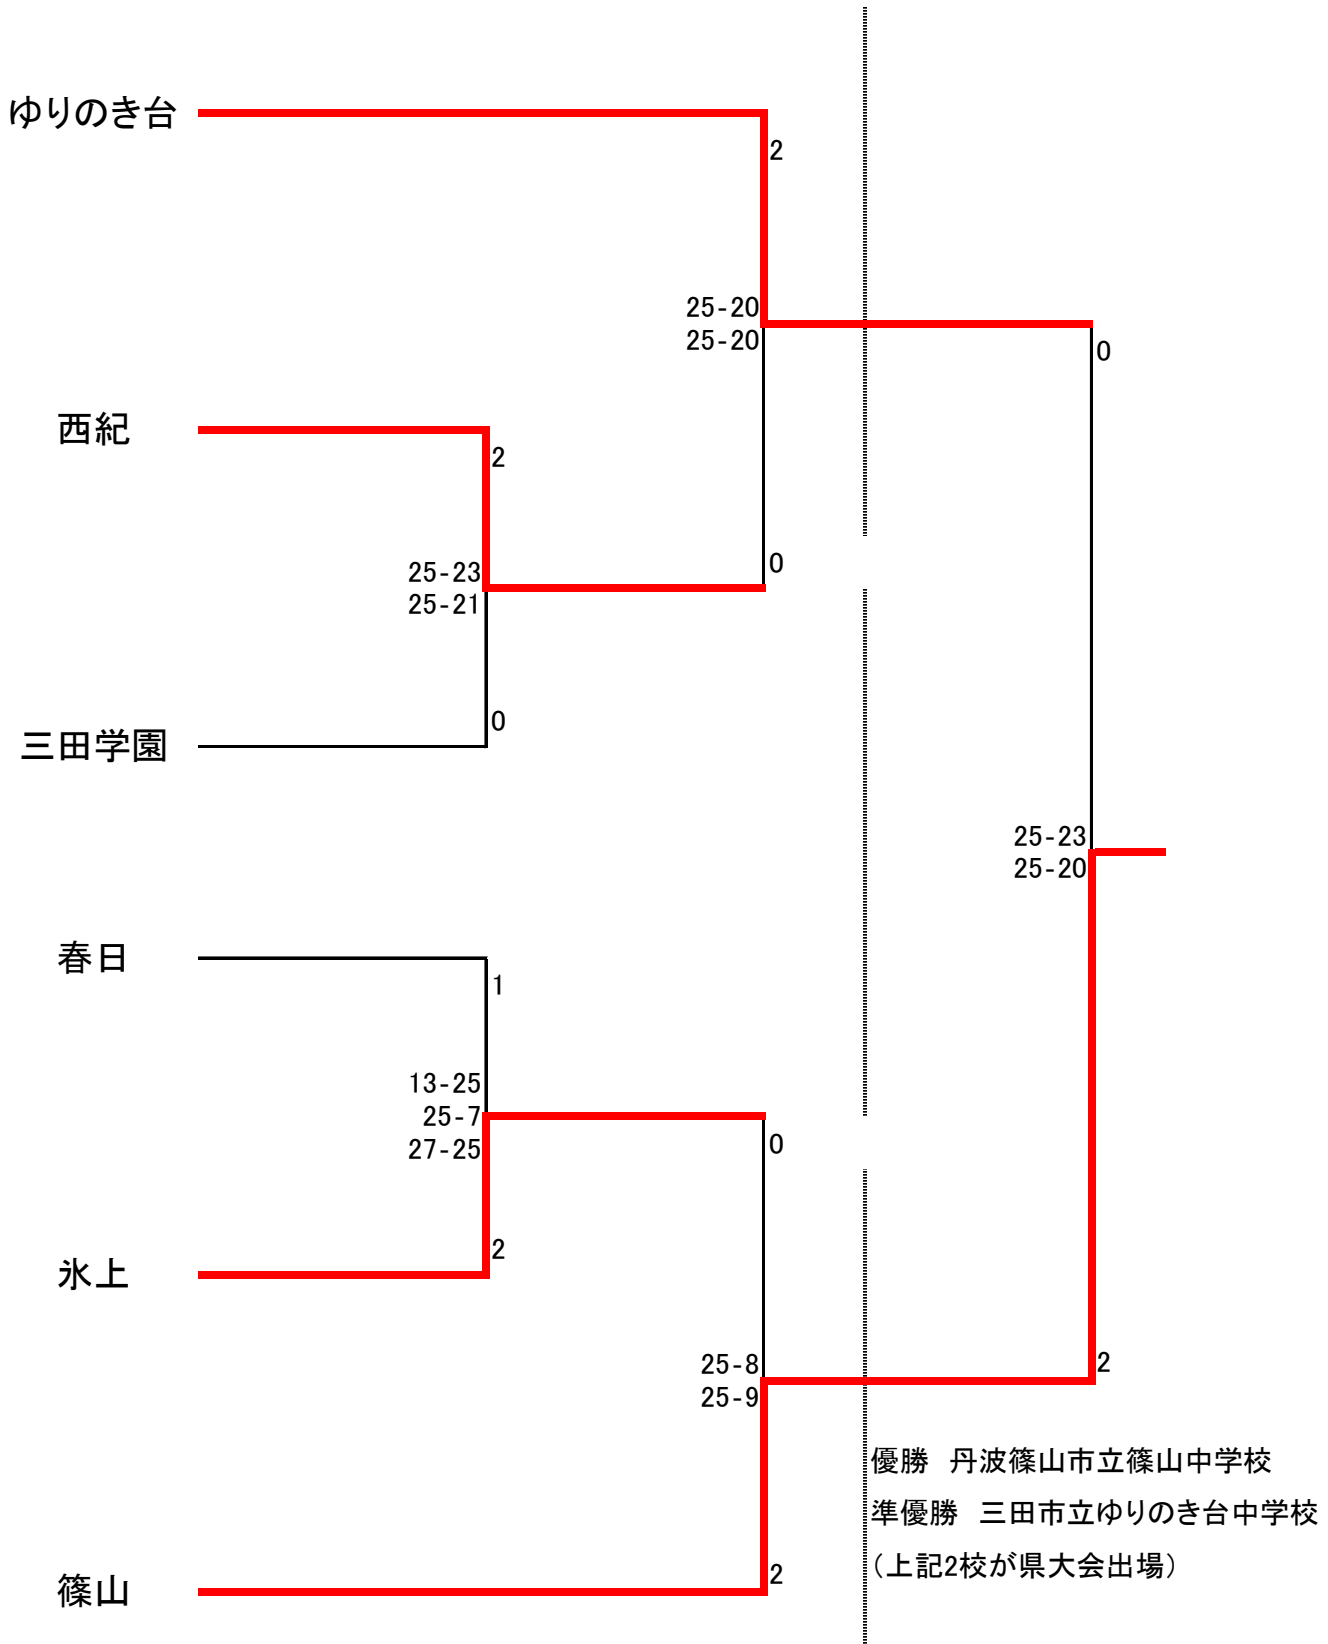 ゆりのき台
2
25-20
25-20
0
西紀
2
25-23
25-21
0
0
三田学園
25-23
25-20
春日
1
13-25
25-7
27-25
0
2
氷上
25-8
25-9
2
優勝 丹波篠山市立篠山中学校
準優勝 三田市立ゆりのき台中学校
(上記2校が県大会出場)
2
篠山